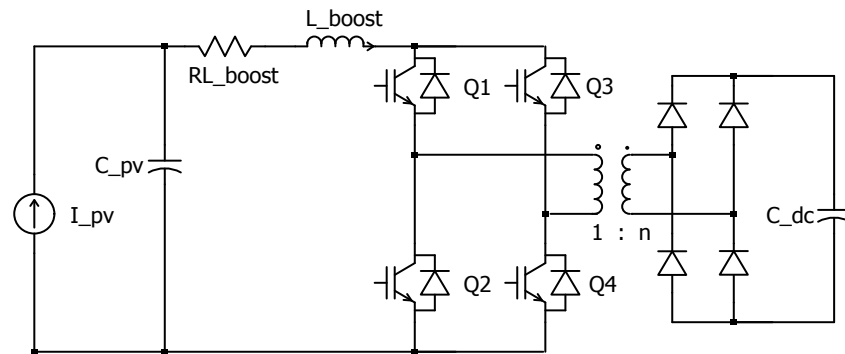 L_boost
RL_boost
Q1
Q3
C_pv
I_pv
C_dc
1 : n
Q2
Q4